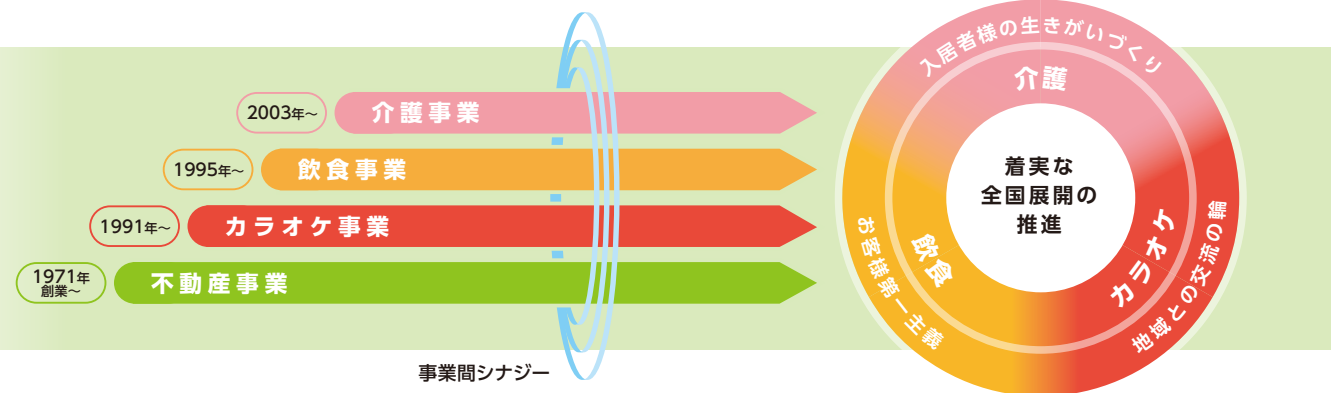 2003年～
介護事業
1995年～
飲食事業
1991年～
カラオケ事業
1971年
創業～
不動産事業
事業間シナジー
入居者様の生きがいづくり
介護
着実な
全国展開の
推進
飲食
お客様第一主義
カラオケ
地域との交流の輪